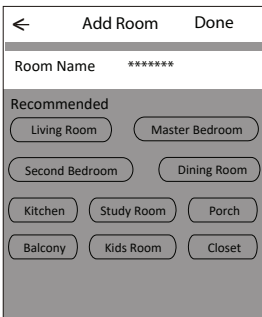 Add Room Done
Room Name *******
Recommended
Living Room Master Bedroom
Second Bedroom Dining Room
Kitchen Study Room Porch
Balcony Kids Room Closet